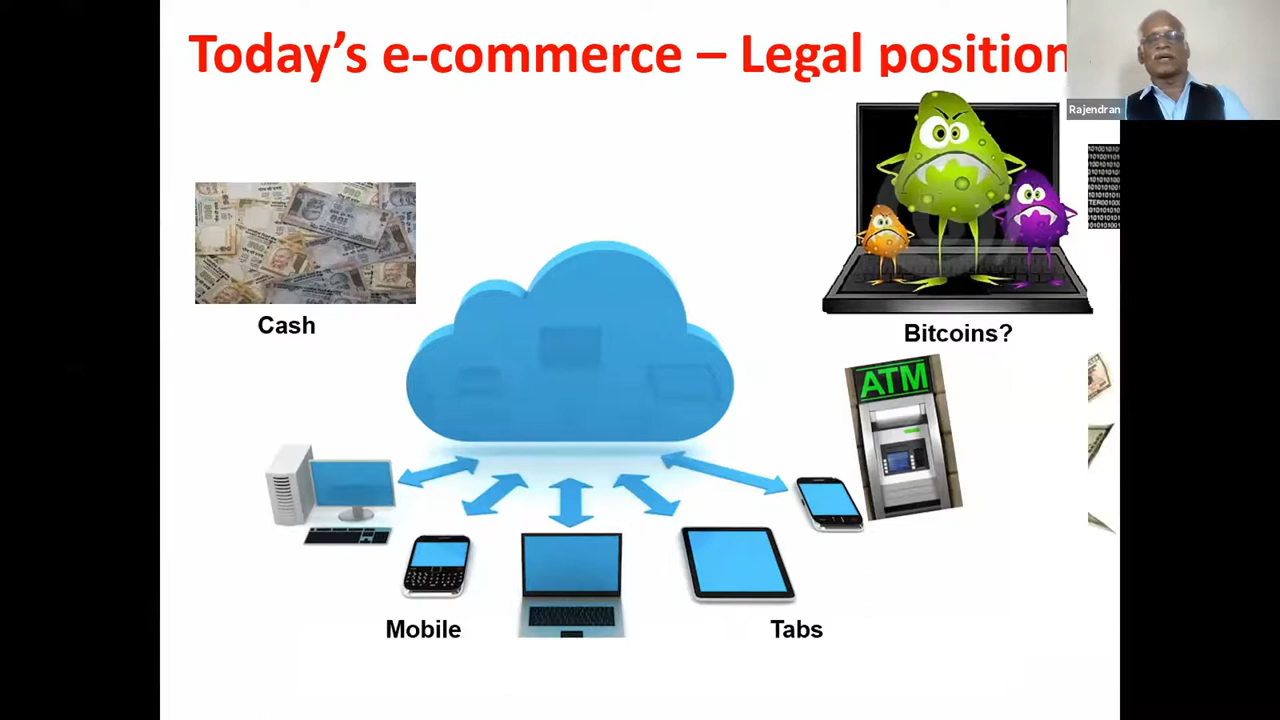 Today's e-commerce – Legal position
Rajendran
Cash
Bitcoins?
ATM
Mobile
Tabs